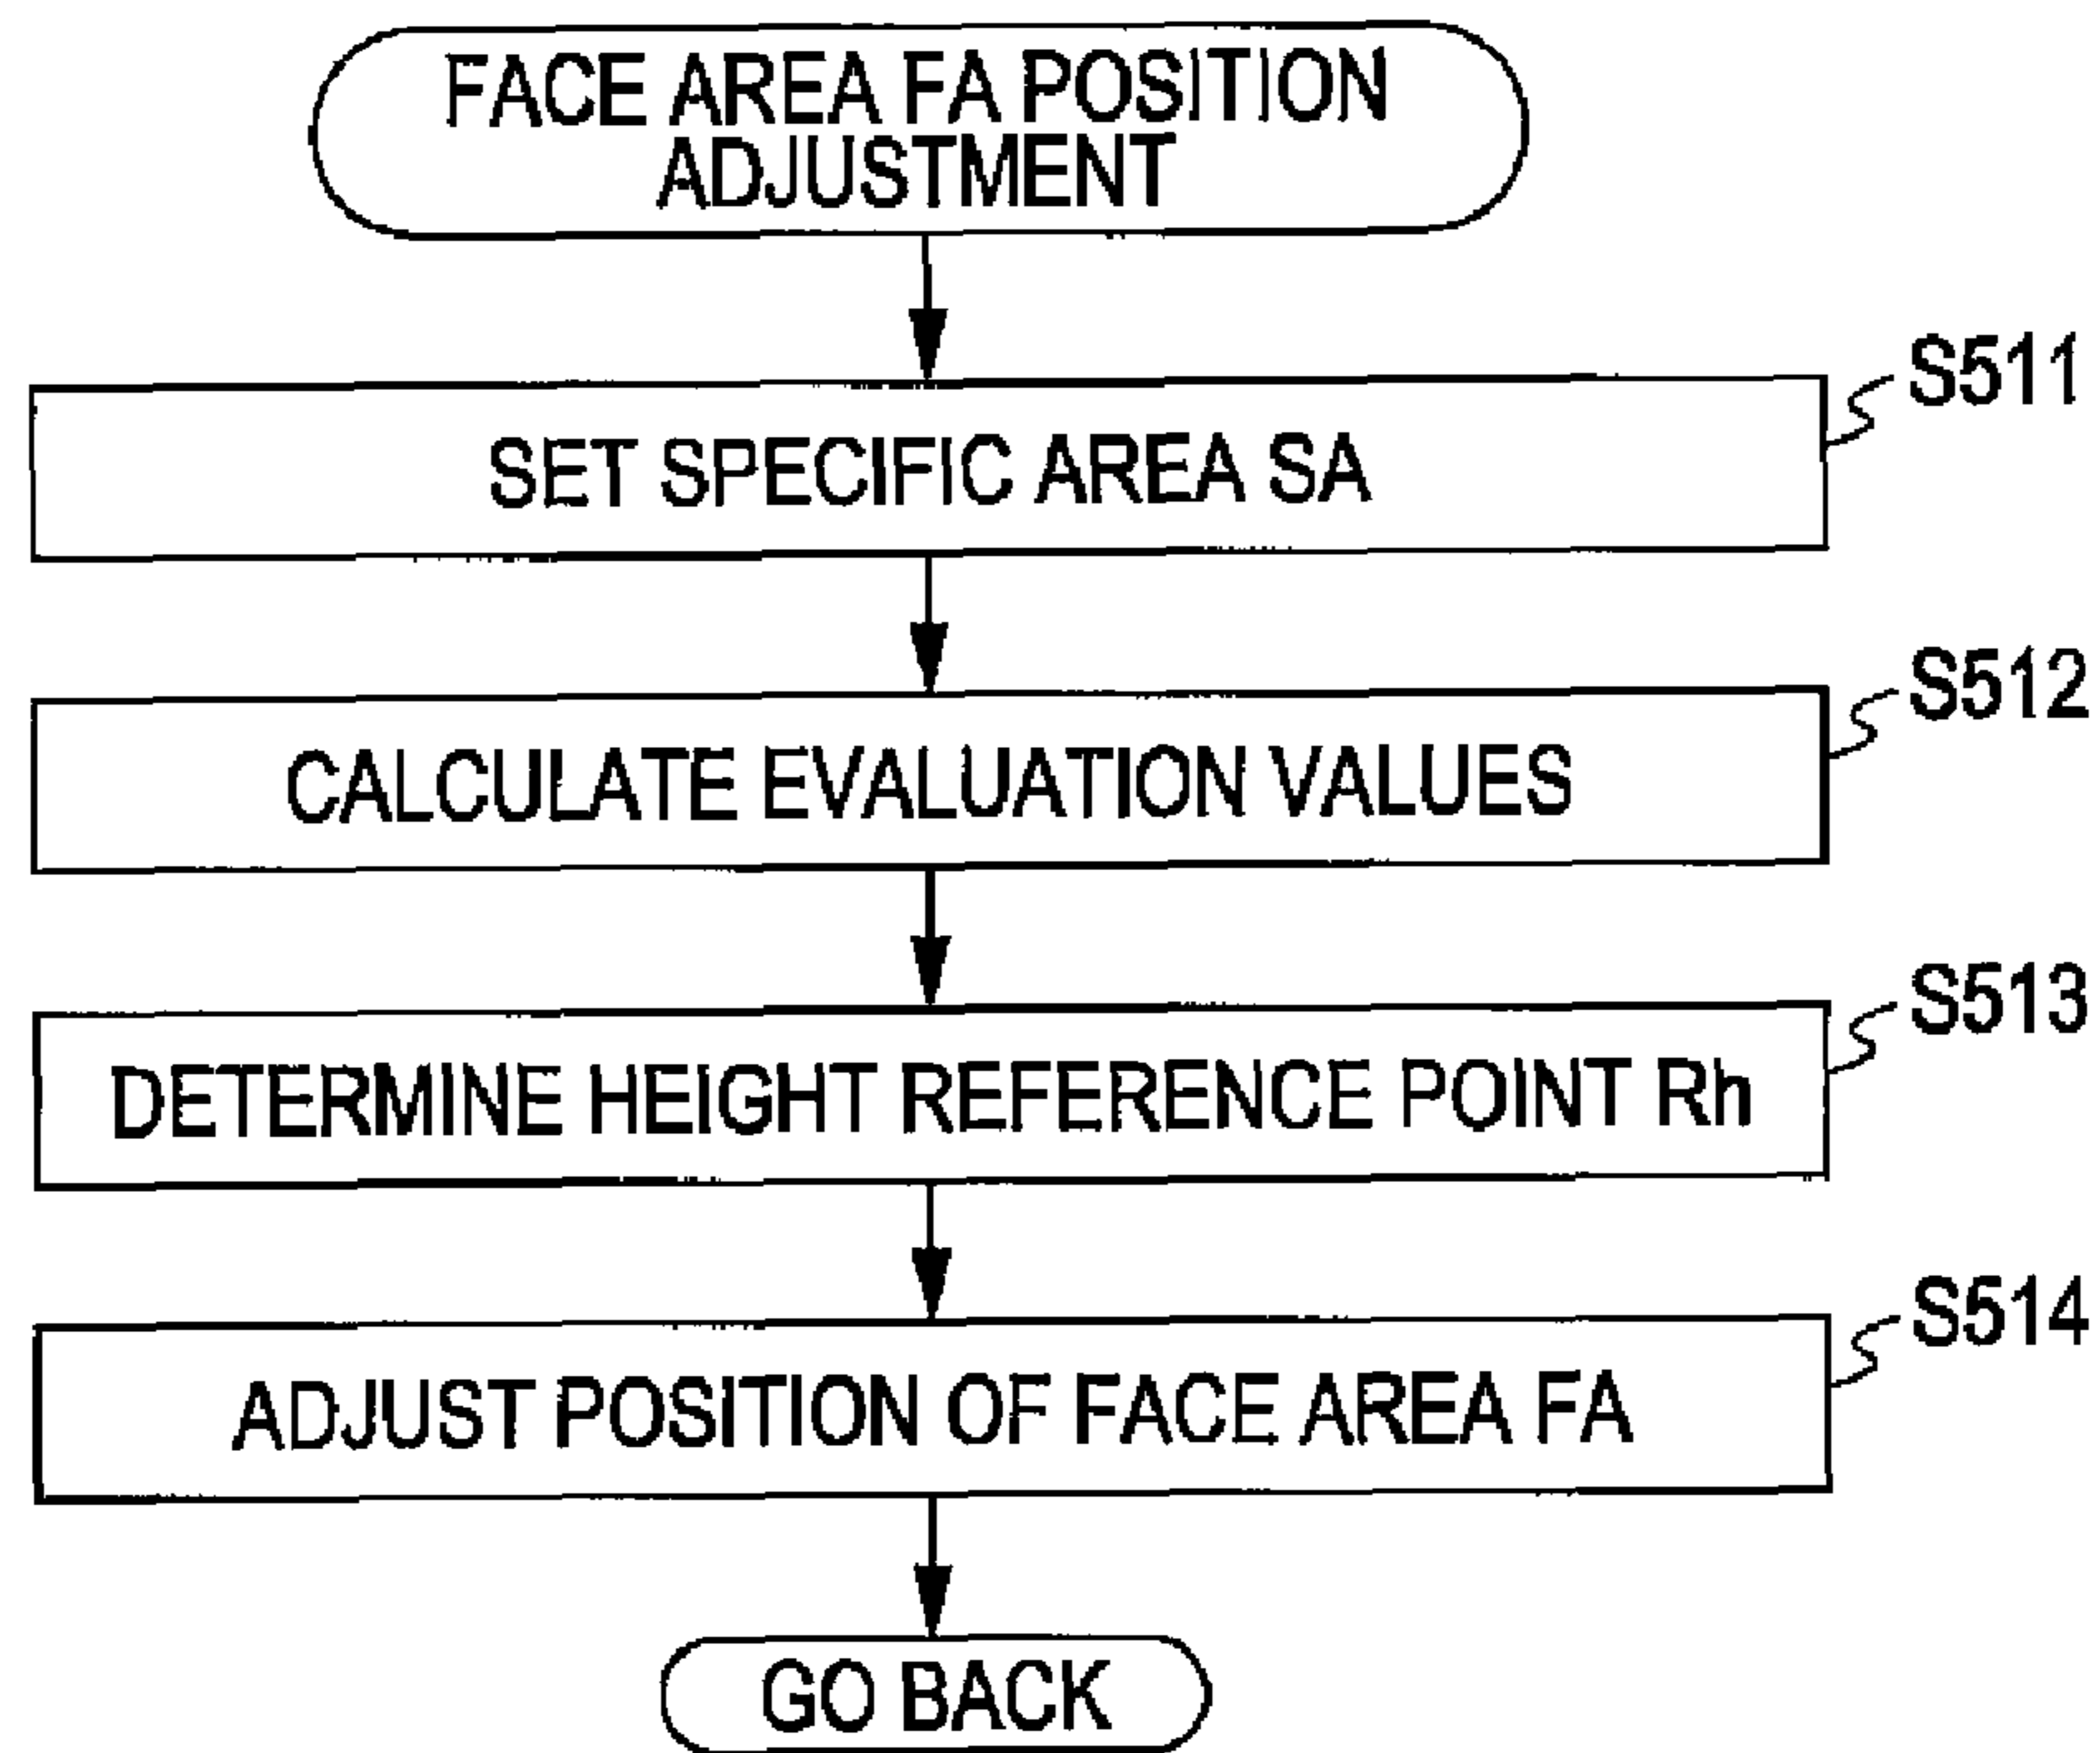 FACE AREA FA POSITION
ADJUSTMENT
S511
SET SPECIFIC AREA SA
S512
CALCULATE EVALUATION VALUES
S513
DETERMINE HEIGHT REFERENCE POINT Rh
S514
ADJUST POSITION OF FACE AREA FA
GO BACK